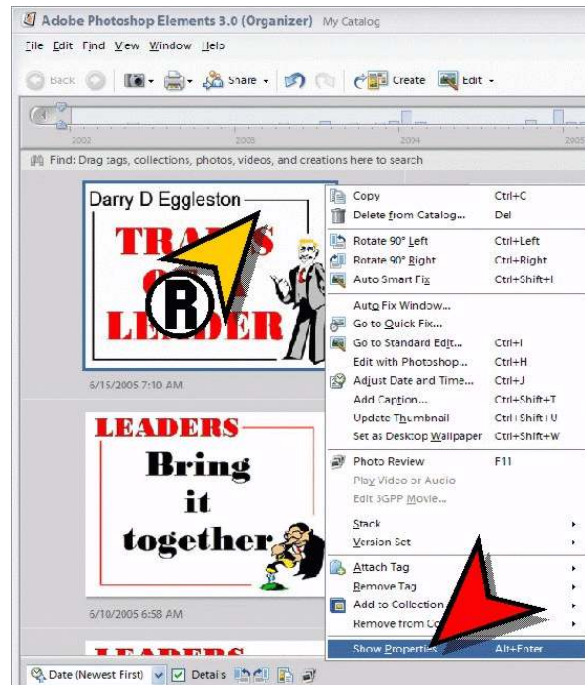 Adobe Photoshop Elements 3.0 (Organizer) My Catalog
File Edit Find View Window Help
Back Share Create Edit
2002 2003 2004 2005
Find: Drag tags, collections, photos, videos, and creations here to search
Darry D Eggleston
LEADER
R
6/15/2005 7:10 AM
LEADERS
Bring
it
together
6/10/2005 6:58 AM
LEADERS
Date (Newest First) Details
Copy Ctrl+C
Delete from Catalog... Del
Rotate 90° Left Ctrl+Left
Rotate 90° Right Ctrl+Right
Auto Smart Fix Ctrl+Shift+I
Auto Fix Window...
Go to Quick Fix...
Go to Standard Edit... Ctrl+I
Edit with Photoshop... Ctrl+H
Adjust Date and Time... Ctrl+J
Add Caption... Ctrl+Shift+T
Update Thumbnail Ctrl+Shift+U
Set as Desktop Wallpaper Ctrl+Shift+W
Photo Review F11
Play Video or Audio
Edit 3GPP Movie...
Stack
Version Set
Attach Tag
Remove Tag
Add to Collection
Remove from
Show Properties Alt+Enter